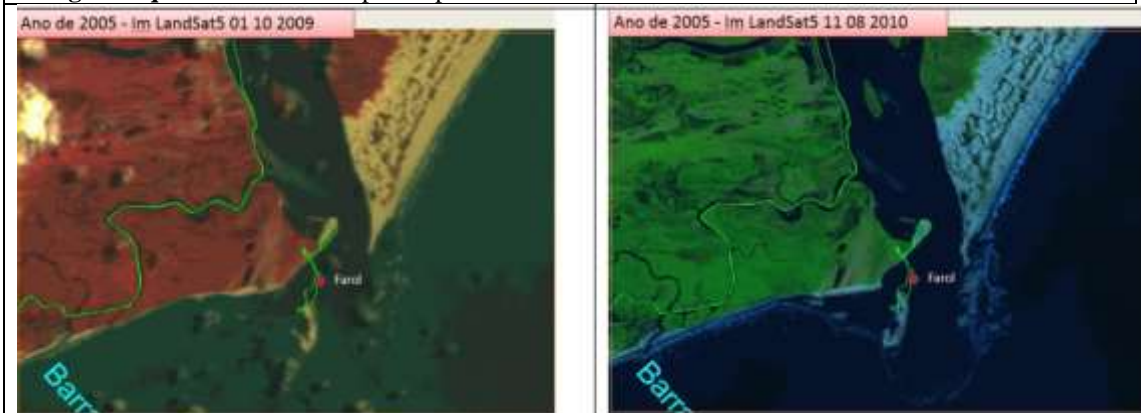 Ano de 2005 - Im LandSat5 01 10 2009
Ano de 2005 - Im LandSat5 11 08 2010
Farol
Farol
Barra
Barra